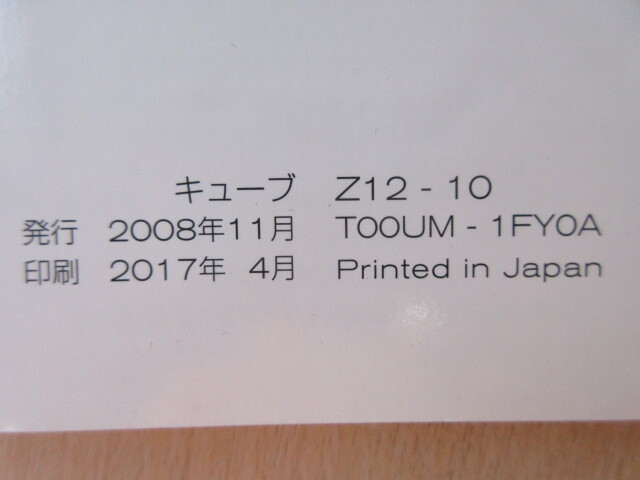 キューブ Z12 - 10
発行 2008年11月 T00UM - 1FY0A
印刷 2017年 4月 Printed in Japan